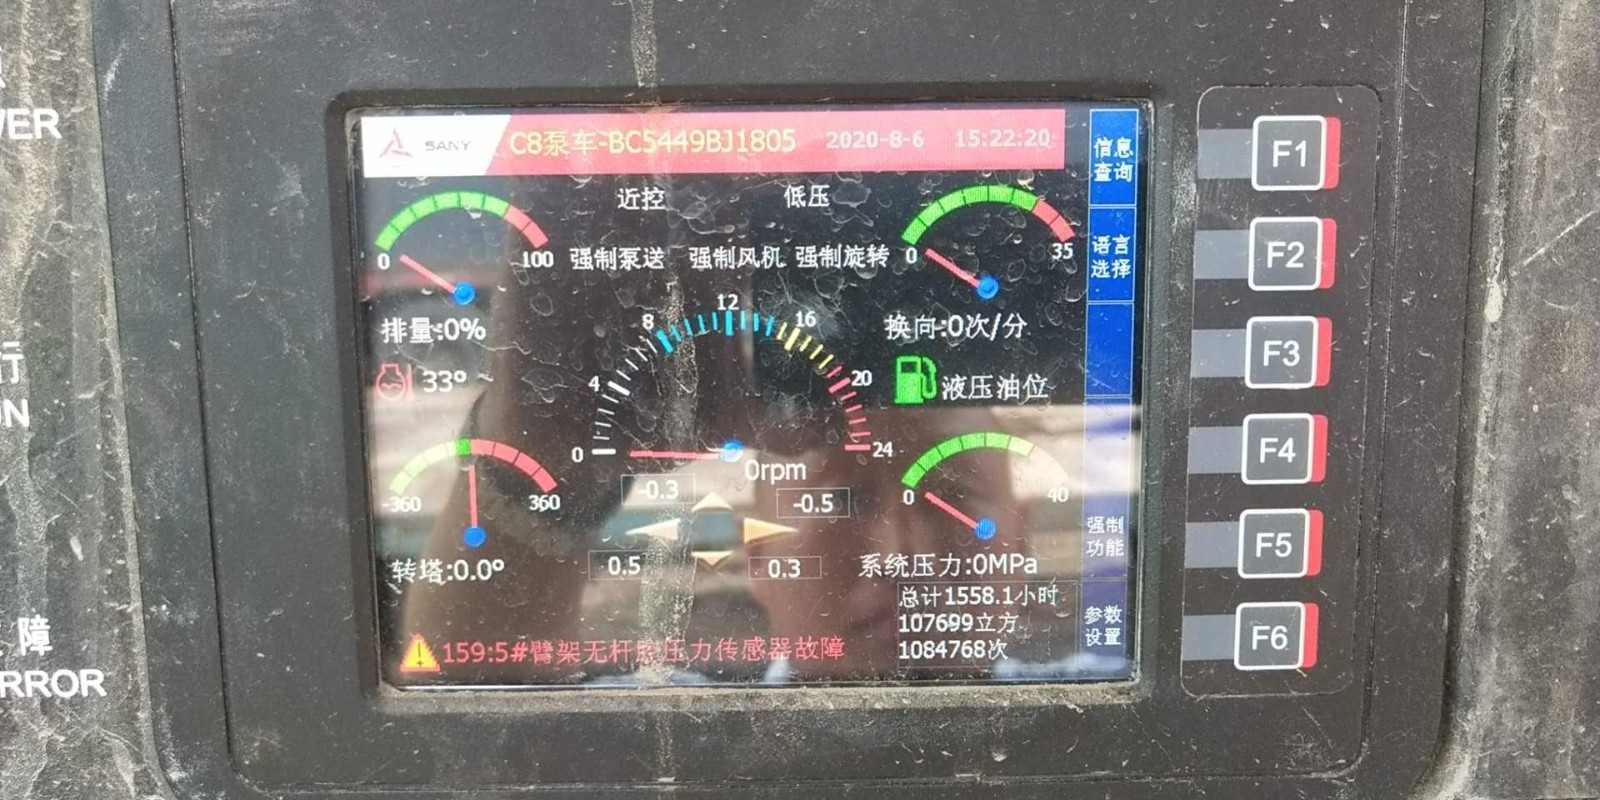 SANY C8泵车-BC5449BJ1805 2020-8-6 15:22:20
信息
查询
F1
近控 低压
强制泵送 强制风机 强制旋转
0 100
0 35
语言
选择
F2
排量:0%
换向:0次/分
33°
液压油位
F3
0 4 8 12 16 20 24
0rpm
-360 360
0 40
F4
-0.3 -0.5
0.5 0.3
强制
功能
F5
转塔:0.0°
系统压力:0MPa
总计1558.1小时
107699立方
1084768次
参数
设置
F6
159:5#臂架无杆腔压力传感器故障
WER
行
UN
障
RROR